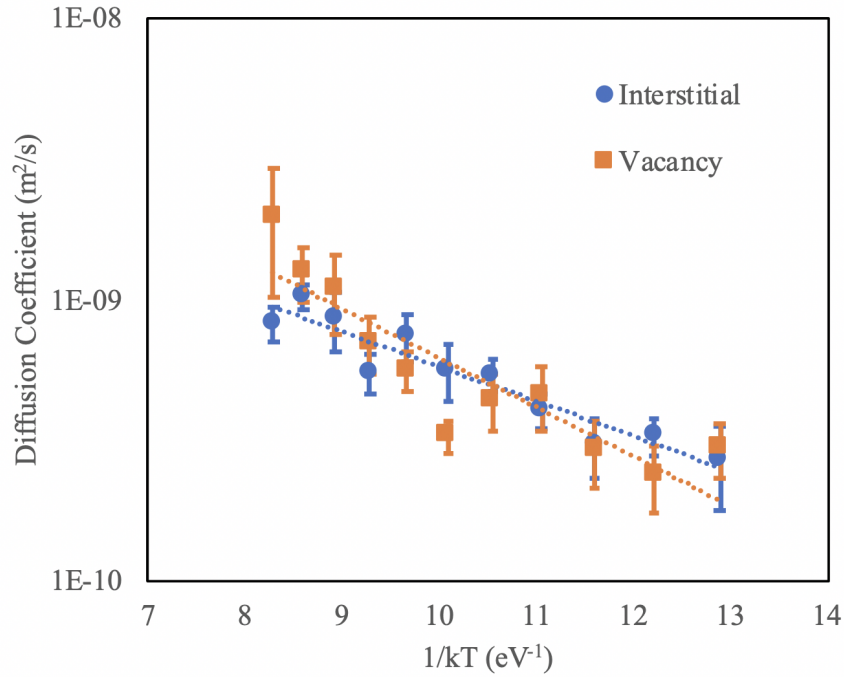 1E-08
Interstitial
Vacancy
1E-09
1E-10
Diffusion Coefficient (m²/s)
7 8 9 10 11 12 13 14
1/kT (eV⁻¹)